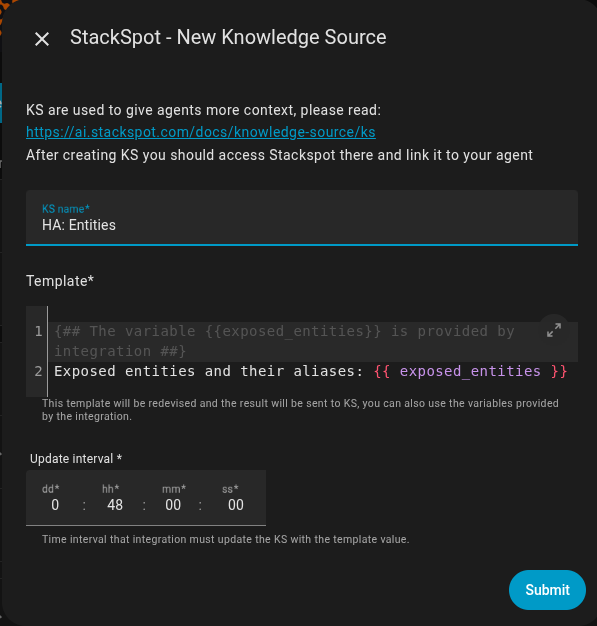 StackSpot - New Knowledge Source
KS are used to give agents more context, please read:
https://ai.stackspot.com/docs/knowledge-source/ks
After creating KS you should access Stackspot there and link it to your agent
KS name*
HA: Entities
Template*
1 {## The variable {{exposed_entities}} is provided by
integration ##}
2 Exposed entities and their aliases: {{ exposed_entities }}
This template will be redevised and the result will be sent to KS, you can also use the variables provided
by the integration.
Update interval *
dd* hh* mm* ss*
0 : 48 : 00 : 00
Time interval that integration must update the KS with the template value.
Submit